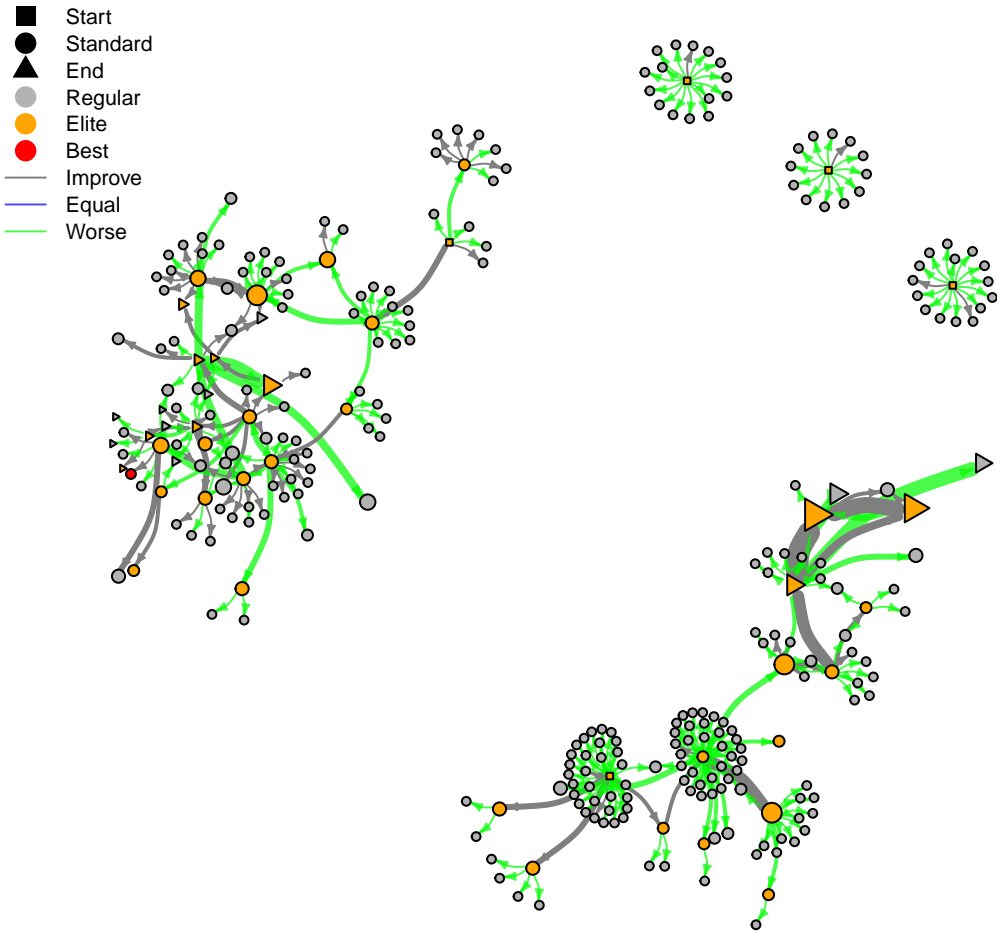 Start
Standard
End
Regular
Elite
Best
Improve
Equal
Worse